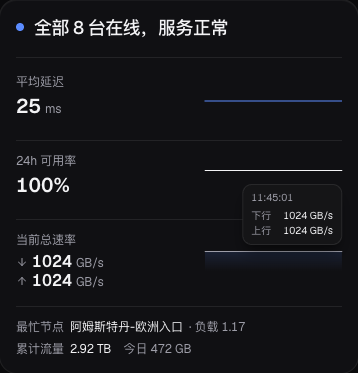 全部 8 台在线，服务正常
平均延迟
25 ms
24h 可用率
100%
11:45:01
下行 1024 GB/s
上行 1024 GB/s
当前总速率
↓ 1024 GB/s
↑ 1024 GB/s
最忙节点 阿姆斯特丹-欧洲入口 · 负载 1.17
累计流量 2.92 TB 今日 472 GB